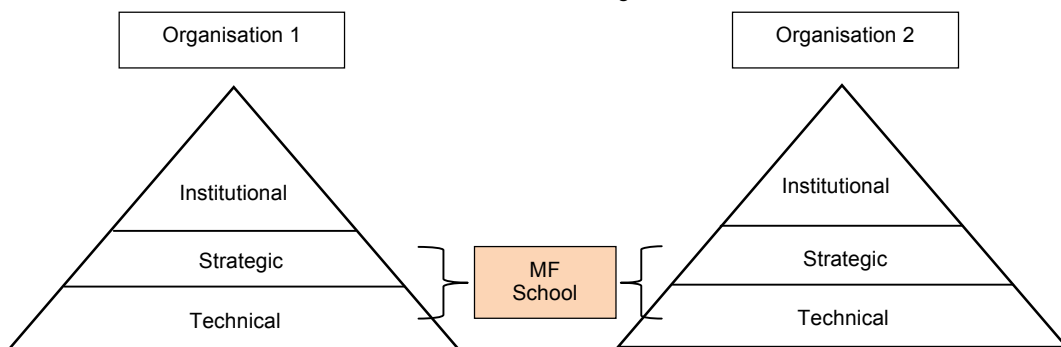 Organisation 1
Organisation 2
Institutional
Institutional
Strategic
Strategic
MF
School
Technical
Technical